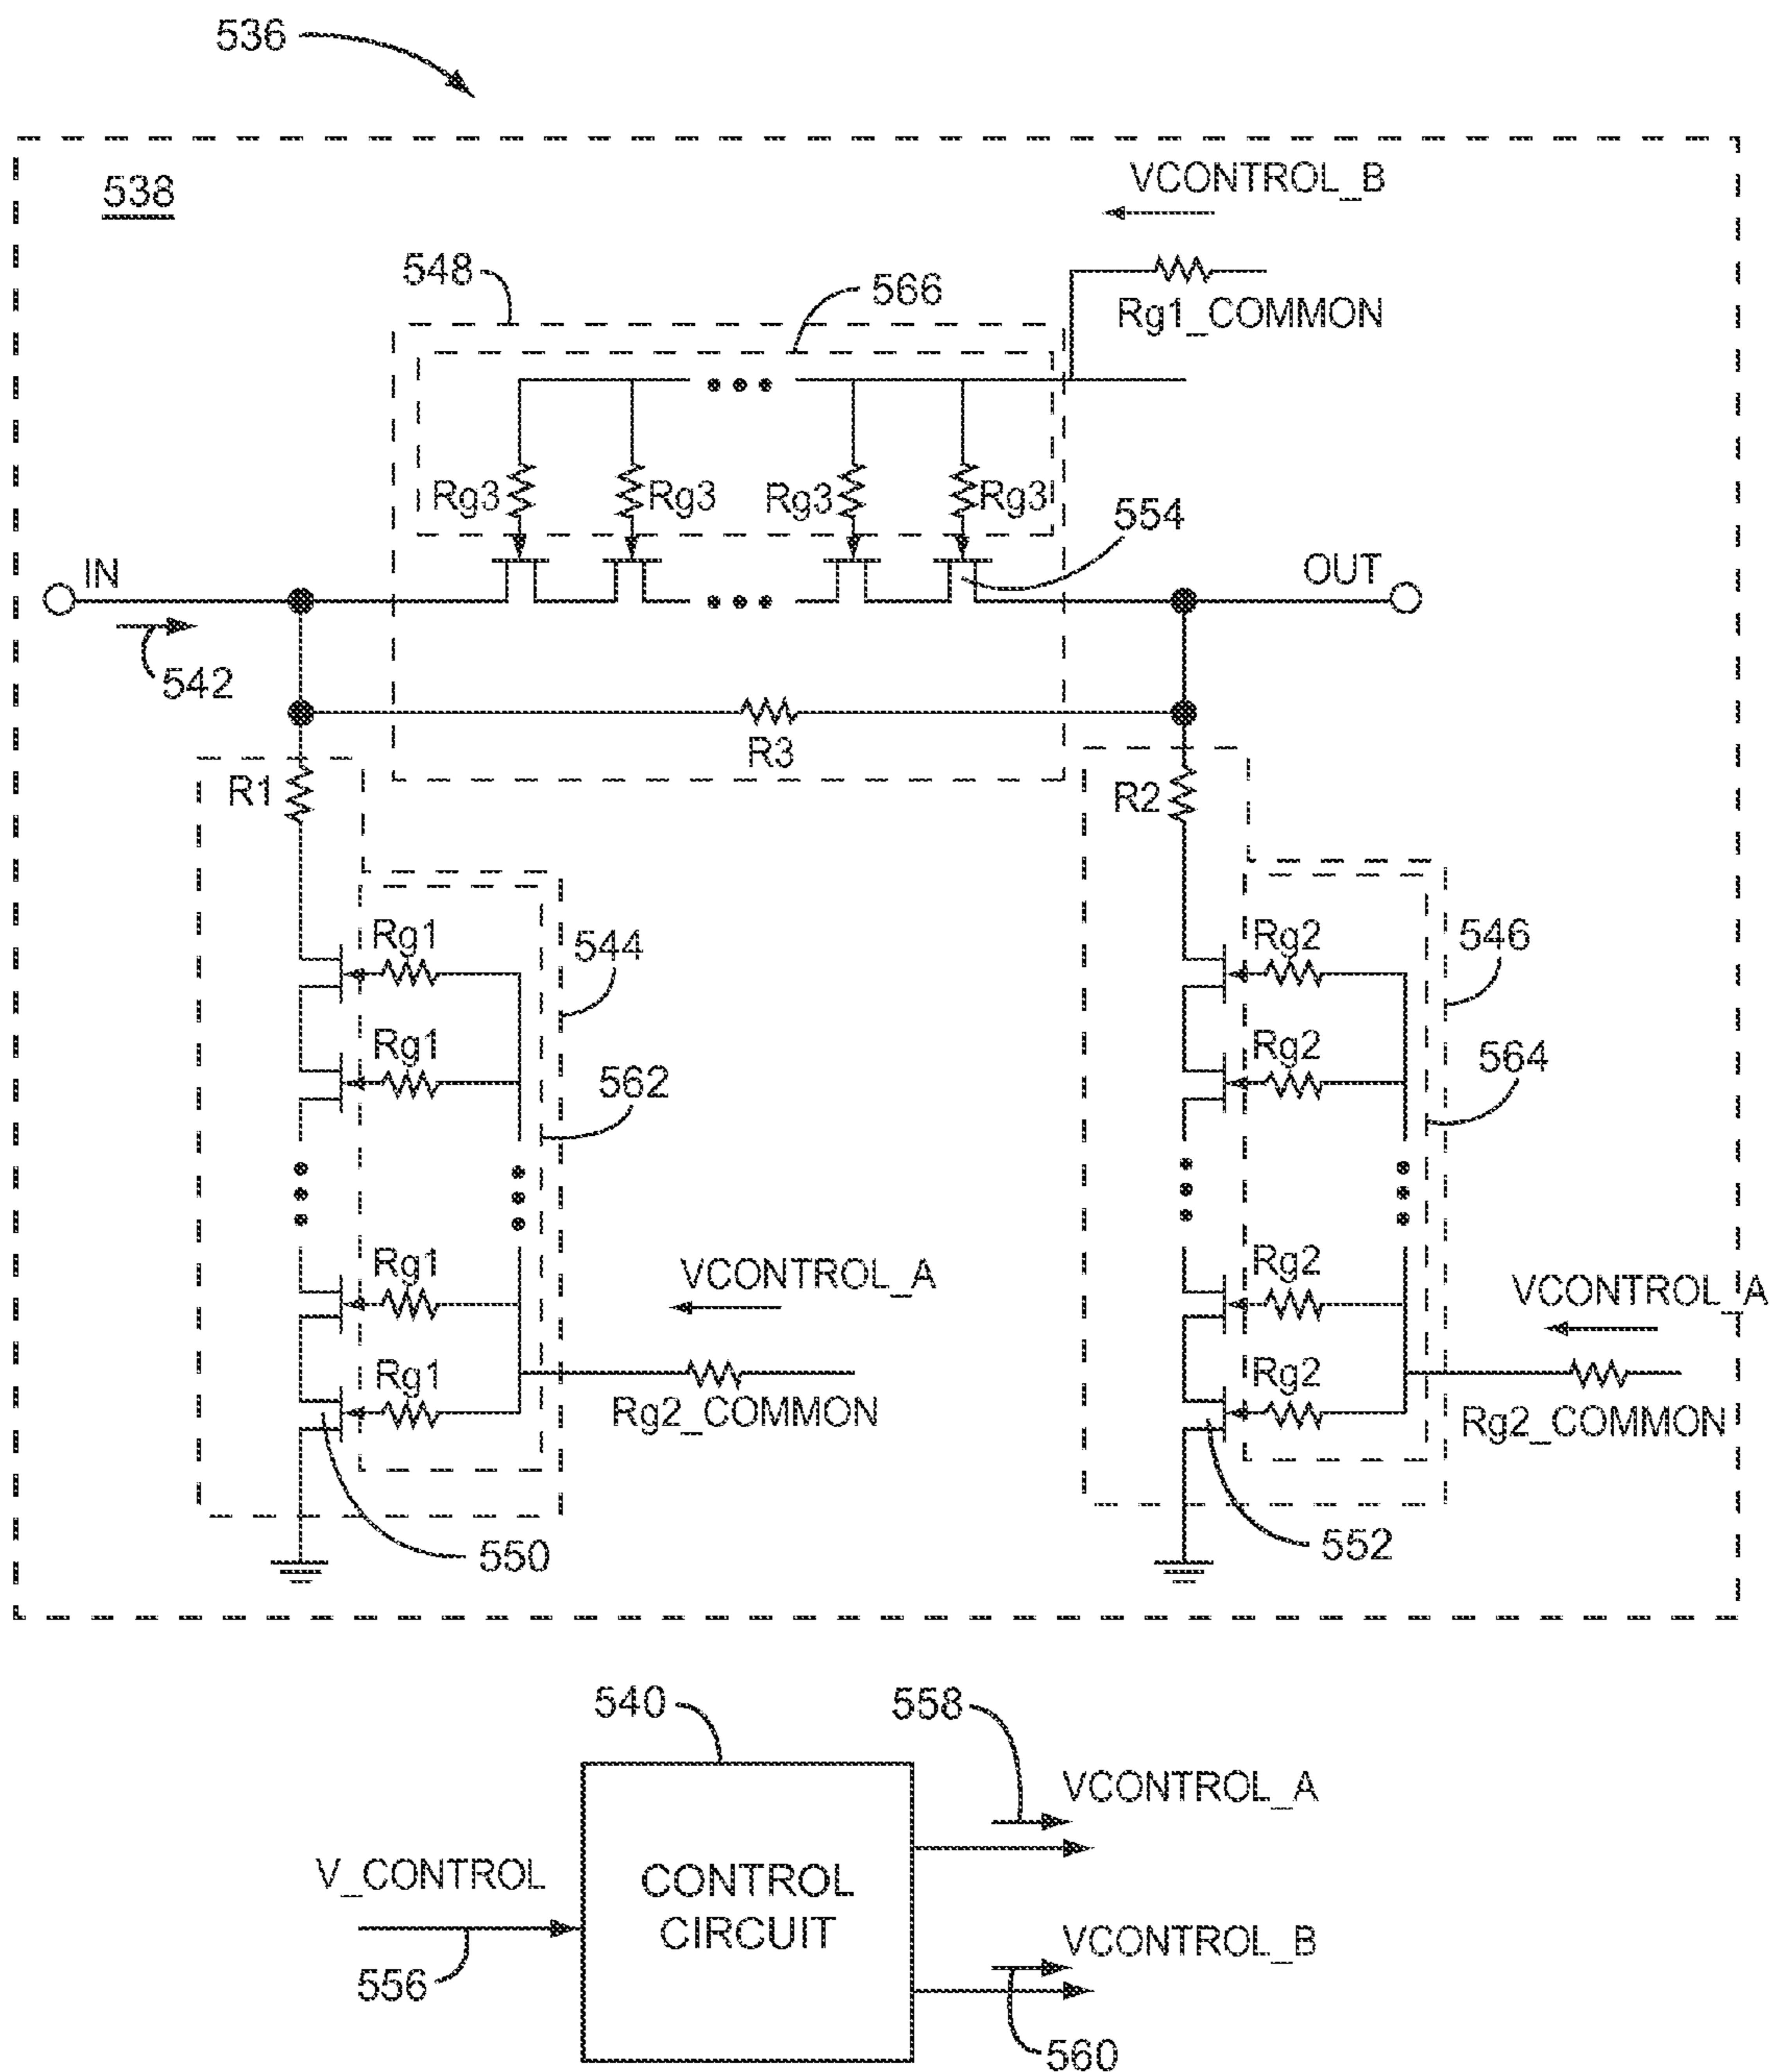 536
538
VCONTROL_B
548
566
Rg1_COMMON
Rg3
Rg3
Rg3
Rg3
554
IN
OUT
542
R3
R1
R2
Rg1
544
Rg2
546
Rg1
562
Rg2
564
Rg1
VCONTROL_A
Rg2
VCONTROL_A
Rg1
Rg2_COMMON
Rg2
Rg2_COMMON
550
552
540
558
VCONTROL_A
V_CONTROL
CONTROL
CIRCUIT
VCONTROL_B
556
560